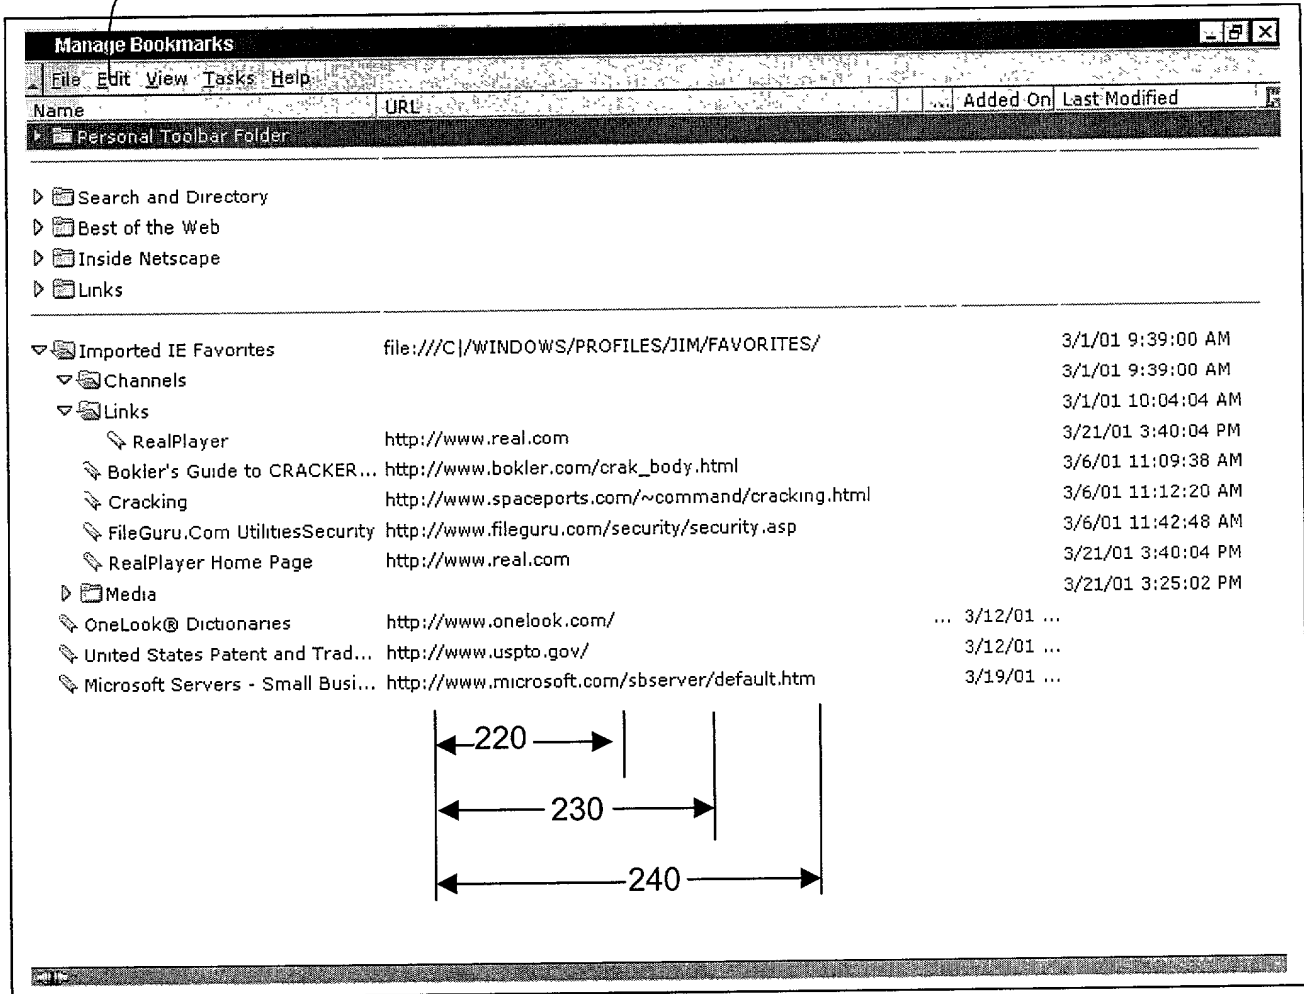 Manage Bookmarks
File Edit View Tasks Help
Name URL ... Added On Last Modified
Personal Toolbar Folder
Search and Directory
Best of the Web
Inside Netscape
Links
Imported IE Favorites file:///C|/WINDOWS/PROFILES/JIM/FAVORITES/ 3/1/01 9:39:00 AM
Channels 3/1/01 9:39:00 AM
Links 3/1/01 10:04:04 AM
RealPlayer http://www.real.com 3/21/01 3:40:04 PM
Bokler's Guide to CRACKER... http://www.bokler.com/crak_body.html 3/6/01 11:09:38 AM
Cracking http://www.spaceports.com/~command/cracking.html 3/6/01 11:12:20 AM
FileGuru.Com UtilitiesSecurity http://www.fileguru.com/security/security.asp 3/6/01 11:42:48 AM
RealPlayer Home Page http://www.real.com 3/21/01 3:40:04 PM
Media 3/21/01 3:25:02 PM
OneLook® Dictionaries http://www.onelook.com/ ... 3/12/01 ...
United States Patent and Trad... http://www.uspto.gov/ 3/12/01 ...
Microsoft Servers - Small Busi... http://www.microsoft.com/sbserver/default.htm 3/19/01 ...
220
230
240